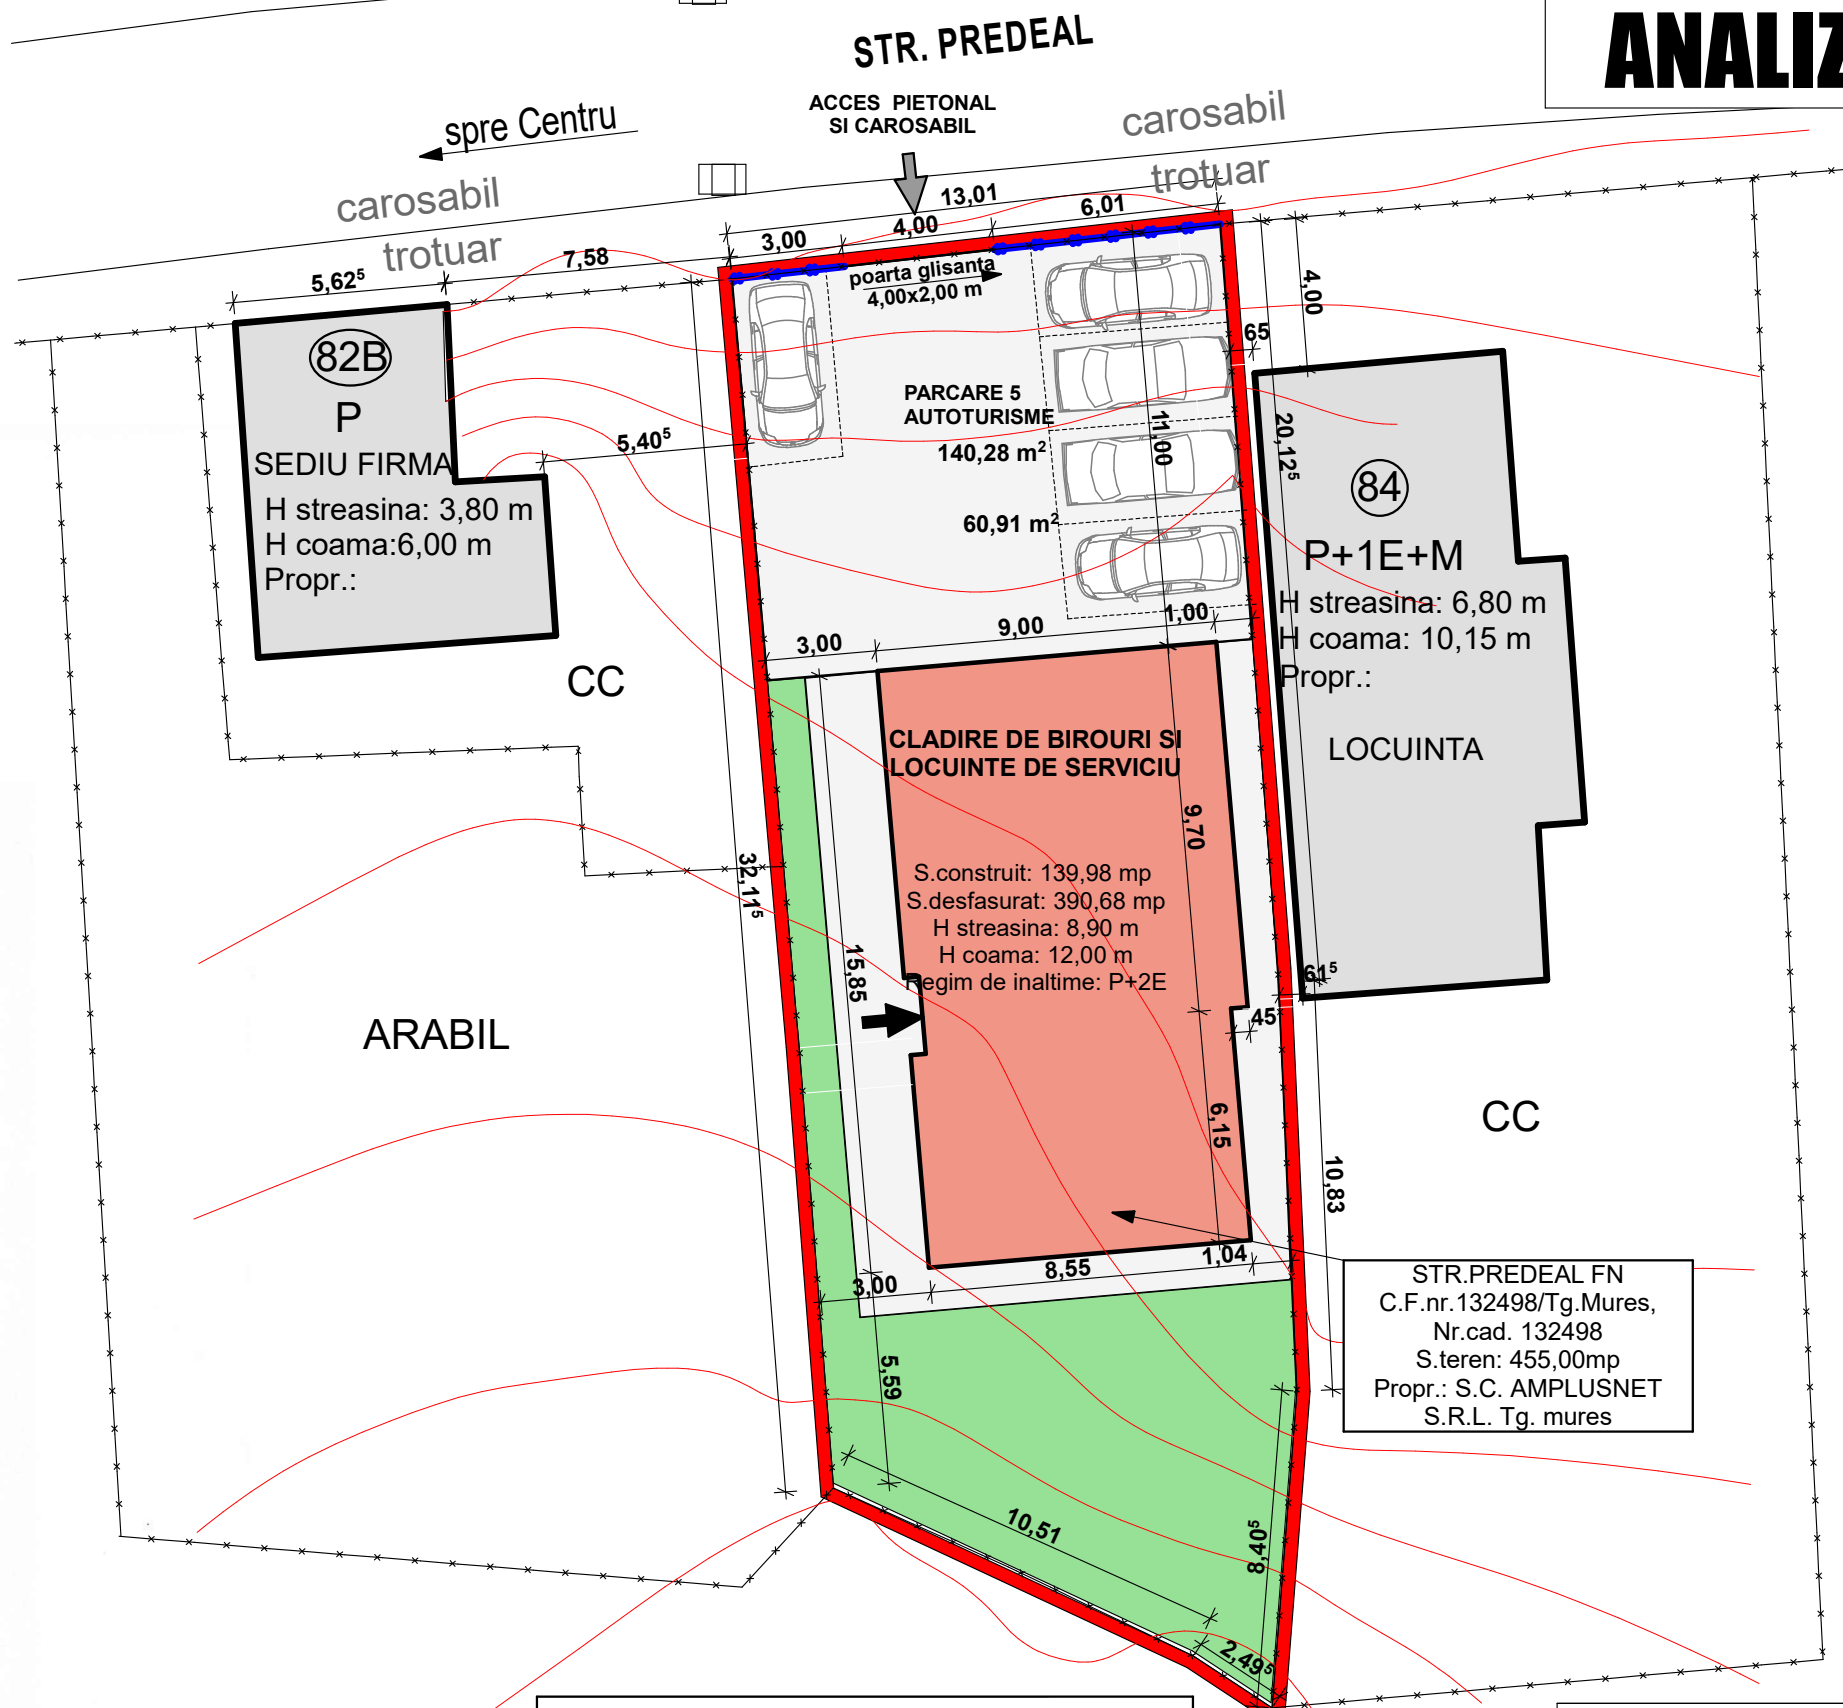 STR. PREDEAL
ANALIZ
ACCES PIETONAL
SI CAROSABIL
spre Centru
carosabil
trotuar
carosabil
trotuar
13,01
3,00
4,00
6,01
5,62⁵
7,58
poarta glisanta
4,00x2,00 m
4,00
65
82B
P
SEDIU FIRMA
H streasina: 3,80 m
H coama:6,00 m
Propr.:
5,40⁵
PARCARE 5
AUTOTURISME
140,28 m²
60,91 m²
11,00
20,12⁵
84
P+1E+M
H streasina: 6,80 m
H coama: 10,15 m
Propr.:
LOCUINTA
3,00
9,00
1,00
CC
CLADIRE DE BIROURI SI
LOCUINTE DE SERVICIU
9,70
32,11⁵
S.construit: 139,98 mp
S.desfasurat: 390,68 mp
H streasina: 8,90 m
H coama: 12,00 m
Regim de inaltime: P+2E
15,85
61⁵
45
ARABIL
CC
6,15
10,83
3,00
8,55
1,04
STR.PREDEAL FN
C.F.nr.132498/Tg.Mures,
Nr.cad. 132498
S.teren: 455,00mp
Propr.: S.C. AMPLUSNET
S.R.L. Tg. mures
5,59
10,51
8,40⁵
2,49⁵